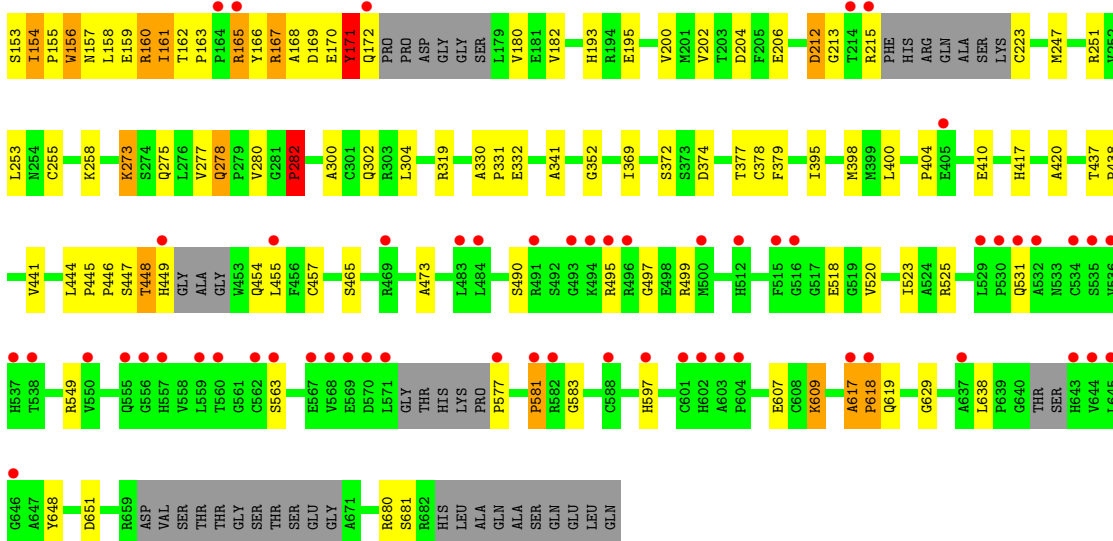 S153 I154 P155 W156 N157 L158 E159 R160 I161 T162 P163 P164 R165 Y166 R167 A168 D169 E170 Y171 Q172 PRO PRO ASP GLY GLY SER L179 V180 E181 V182 H193 R194 E195 V200 M201 V202 T203 D204 F205 E206 D212 G213 T214 R215 PHE HIS ARG GLN ALA SER LYS C223 M247 R251 V252
L253 N254 C255 K258 K273 S274 Q275 L276 V277 Q278 P279 V280 G281 P282 A300 C301 Q302 R303 L304 R319 A330 P331 E332 A341 G352 I369 S372 S373 D374 T377 C378 F379 I395 M398 M399 L400 P404 E405 E410 H417 A420 T437
V441 L444 P445 P446 S447 T448 H449 GLY ALA GLY W453 Q454 L455 F456 C457 S465 R469 A473 L483 L484 S490 R491 S492 G493 K494 R495 R496 G497 E498 R499 M500 H512 F515 G516 G517 E518 G519 V520 I523 A524 R525 L529 P530 Q531 A532 N533 C534 S535 V536
H537 T538 R549 V550 Q555 G556 H557 V558 L559 T560 G561 C562 S563 E567 V568 E569 D570 L571 GLY THR HIS LYS PRO P577 P581 R582 G583 C588 H597 C601 H602 A603 P604 E607 C608 K609 A617 P618 Q619 G629 A637 L638 P639 G640 THR SER H643 V644 L645
G646 A647 Y648 D651 R659 ASP VAL SER THR THR GLY SER THR SER GLU GLY A671 R680 S681 R682 HIS LEU ALA GLN ALA SER GLN GLU LEU GLN